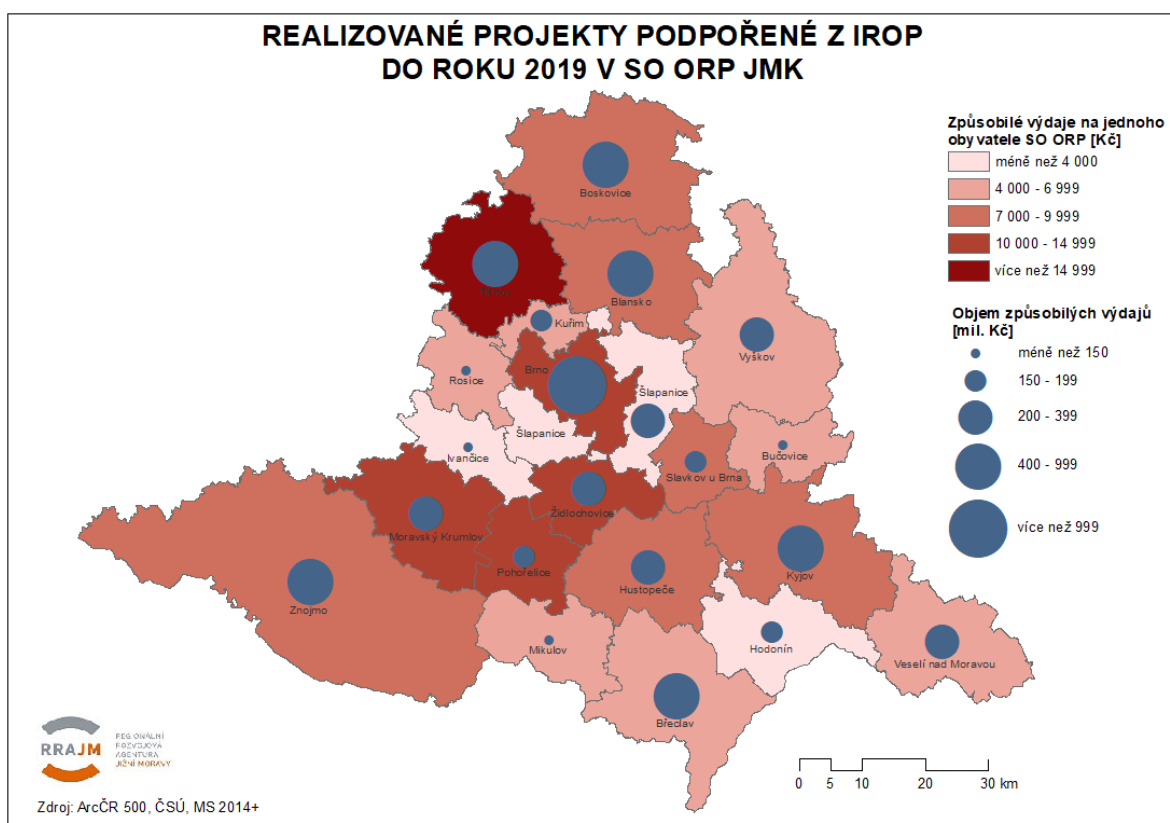 REALIZOVANÉ PROJEKTY PODPOŘENÉ Z IROP
DO ROKU 2019 V SO ORP JMK
Způsobilé výdaje na jednoho
obyvatele SO ORP [Kč]
méně než 4 000
4 000 - 6 999
7 000 - 9 999
10 000 - 14 999
více než 14 999
Objem způsobilých výdajů
[mil. Kč]
méně než 150
150 - 199
200 - 399
400 - 999
více než 999
Boskovice
Blansko
Kuřim
Vyškov
Rosice
Brno
Šlapanice
Šlapanice
Ivančice
Bučovice
Slavkov u Brna
Židlochovice
Moravský Krumlov
Pohořelice
Hustopeče
Kyjov
Znojmo
Mikulov
Hodonín
Veselí nad Moravou
Břeclav
RRAJM
REGIONÁLNÍ
ROZVOJOVÁ
AGENTURA
JIŽNÍ MORAVY
0 5 10 20 30 km
Zdroj: ArcČR 500, ČSÚ, MS 2014+